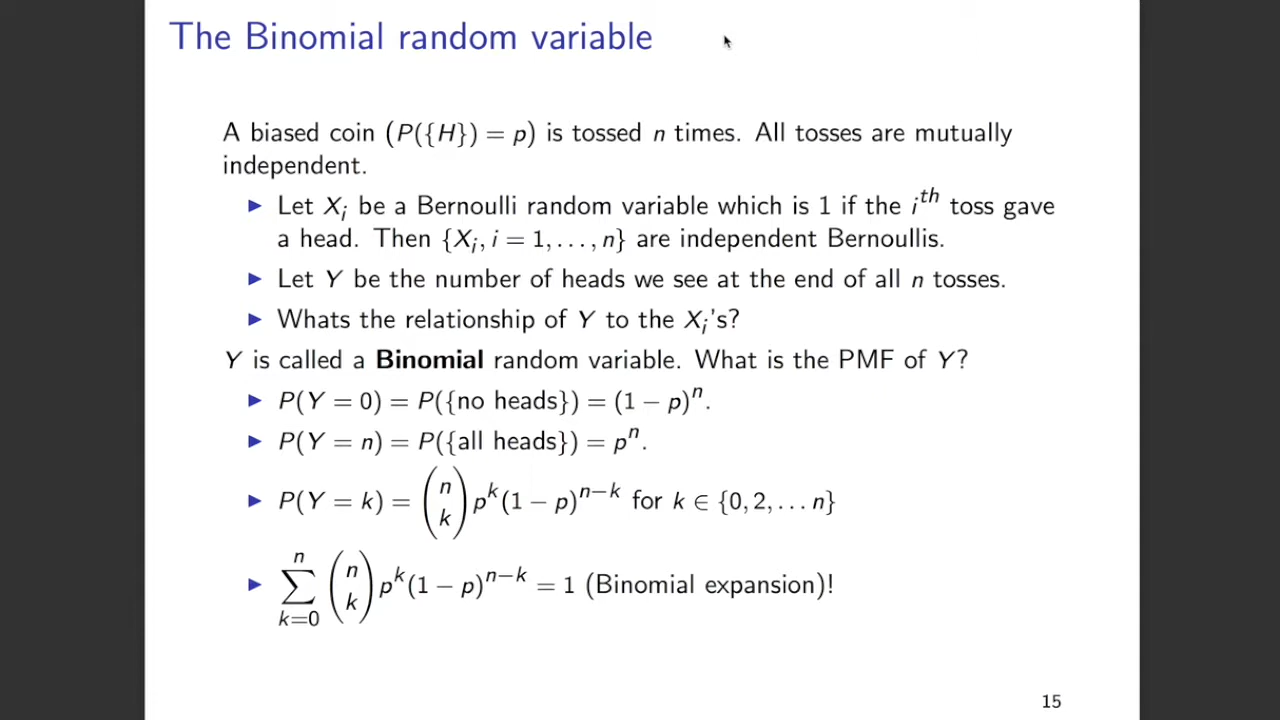 The Binomial random variable
A biased coin (P({H}) = p) is tossed n times. All tosses are mutually
independent.
▶ Let X_i be a Bernoulli random variable which is 1 if the i^{th} toss gave
a head. Then {X_i, i = 1, . . . , n} are independent Bernoullis.
▶ Let Y be the number of heads we see at the end of all n tosses.
▶ Whats the relationship of Y to the X_i's?
Y is called a Binomial random variable. What is the PMF of Y?
▶ P(Y = 0) = P({no heads}) = (1 − p)^n.
▶ P(Y = n) = P({all heads}) = p^n.
▶ P(Y = k) = \binom{n}{k} p^k (1 − p)^{n−k} for k ∈ {0, 2, . . . n}
▶ \sum_{k=0}^{n} \binom{n}{k} p^k (1 − p)^{n−k} = 1 (Binomial expansion)!
15